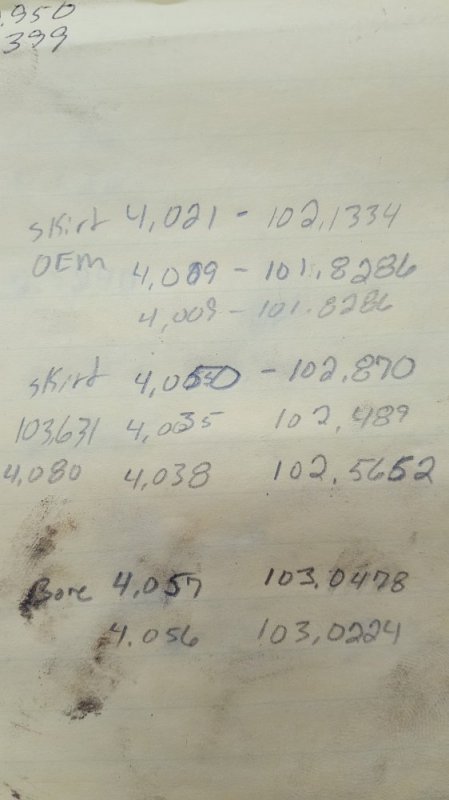 .950
399
skirt 4,021 - 102,1334
OEM 4,009 - 101.8286
4,009 - 101.8286
skirt 4,050 - 102,870
103,631 4,035 102,489
4,080 4,038 102.5652
Bore 4.057 103.0478
4.056 103,0224